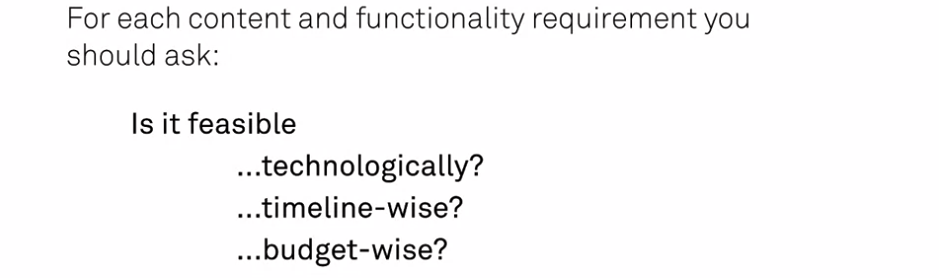 For each content and functionality requirement you
should ask:
Is it feasible
...technologically?
...timeline-wise?
...budget-wise?